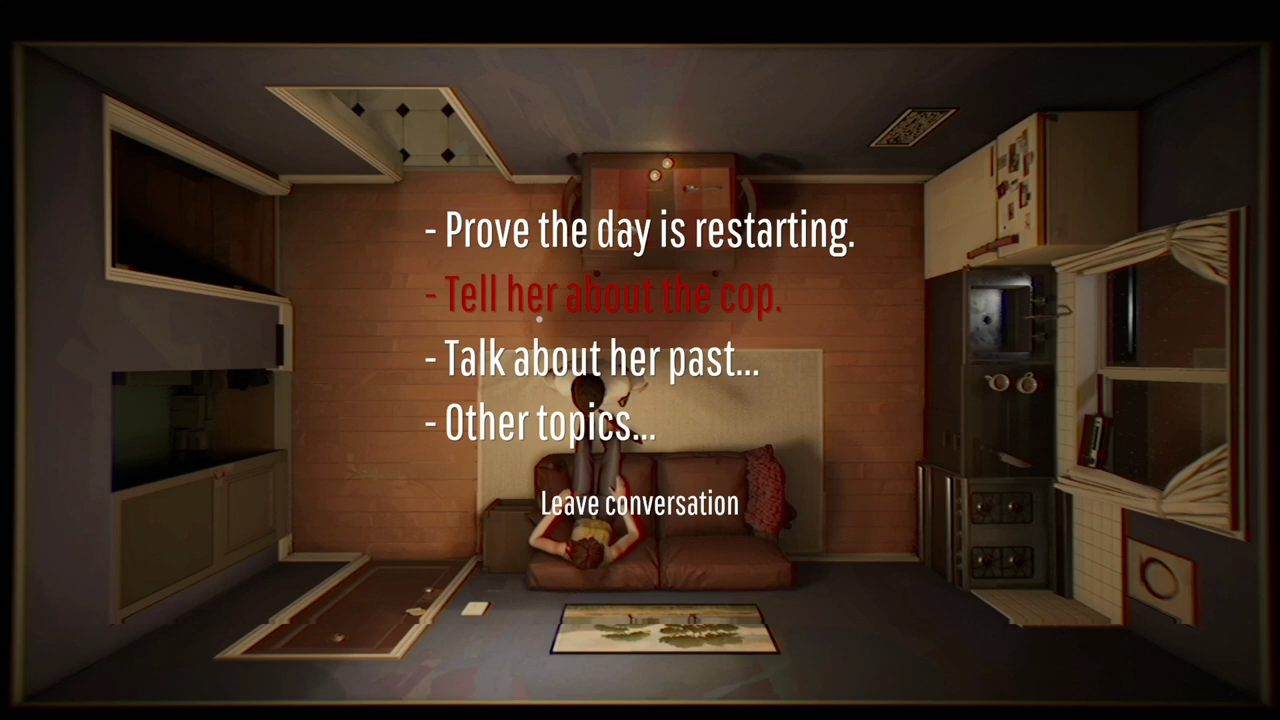 - Prove the day is restarting.
- Tell her about the cop.
- Talk about her past...
- Other topics...
Leave conversation